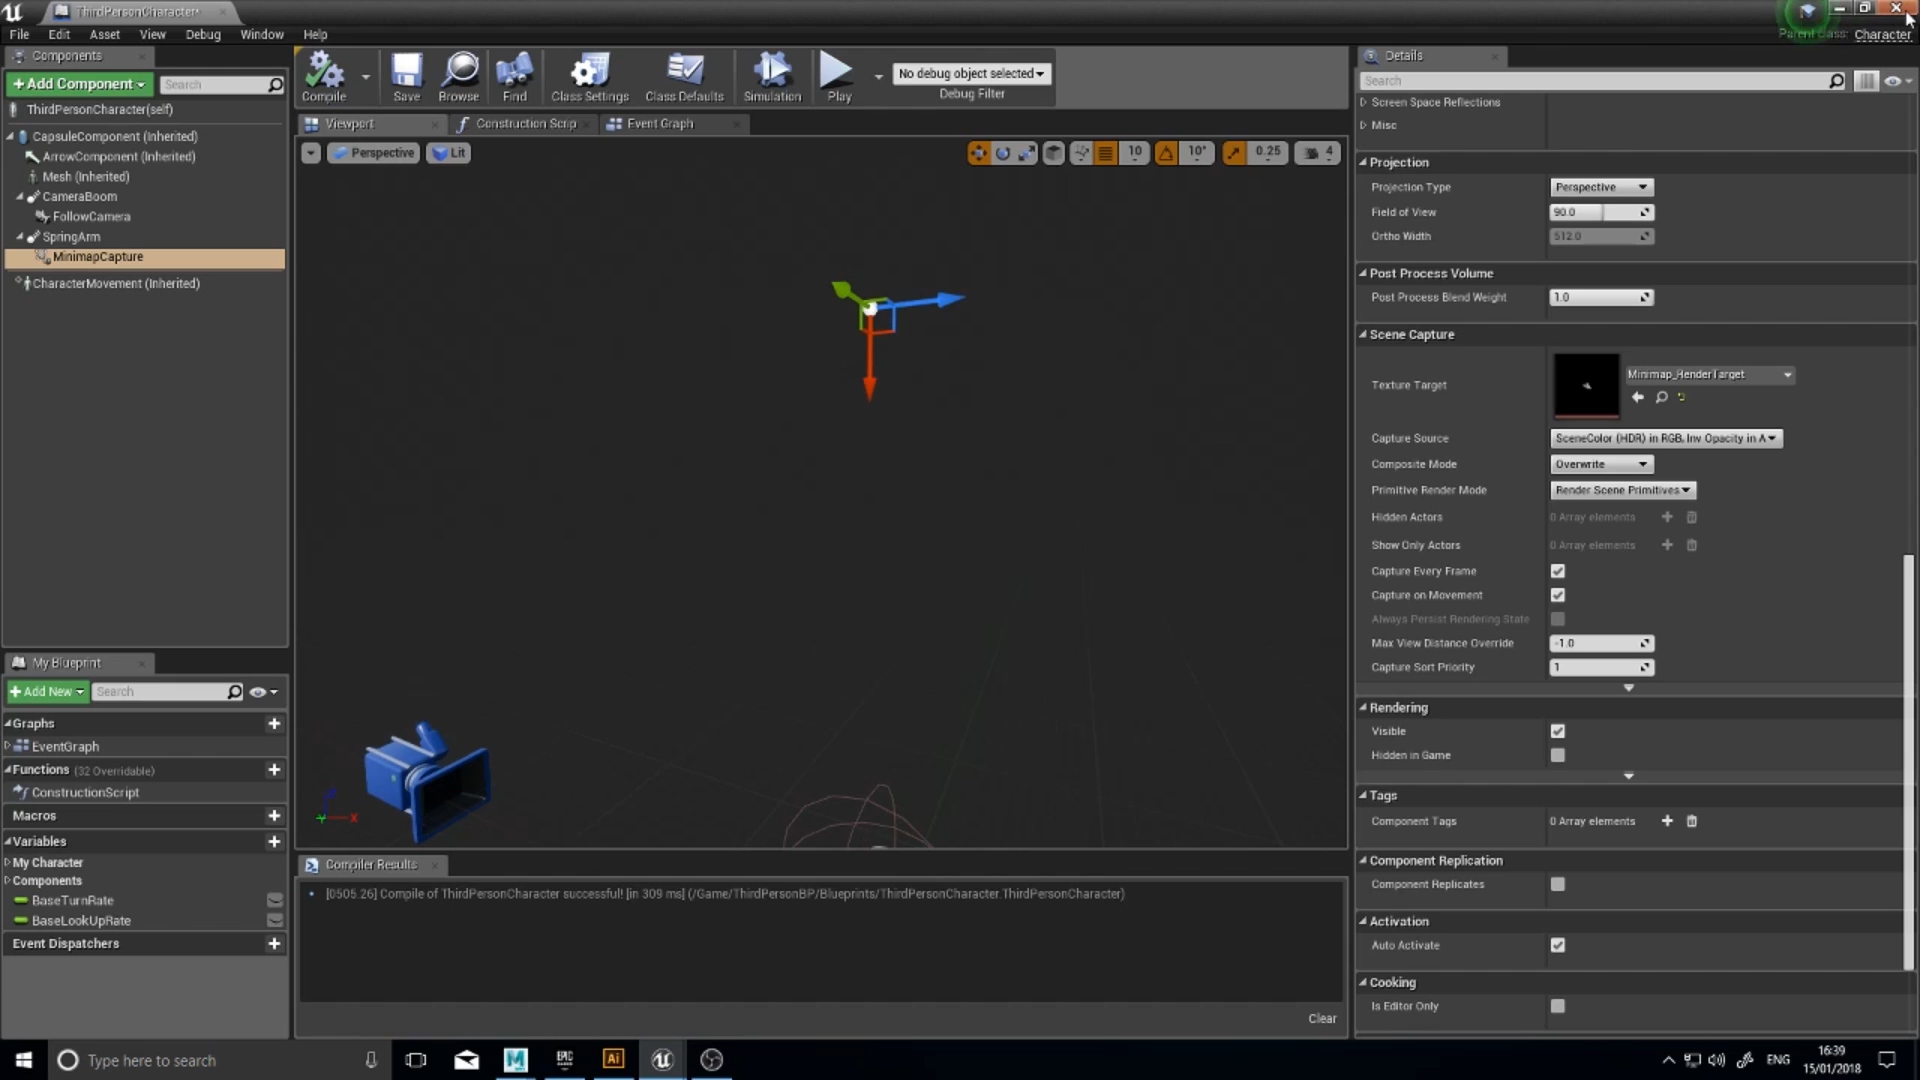 ThirdPersonCharacter*
File Edit Asset View Debug Window Help
Parent class: Character
Components
+ Add Component Search
ThirdPersonCharacter(self)
CapsuleComponent (Inherited)
ArrowComponent (Inherited)
Mesh (Inherited)
CameraBoom
FollowCamera
SpringArm
MinimapCapture
CharacterMovement (Inherited)
My Blueprint
+ Add New Search
Graphs
EventGraph
Functions (32 Overridable)
ConstructionScript
Macros
Variables
My Character
Components
BaseTurnRate
BaseLookUpRate
Event Dispatchers
Compile Save Browse Find Class Settings Class Defaults Simulation Play
No debug object selected
Debug Filter
Viewport Construction Scrip Event Graph
Perspective Lit 10 10° 0.25 4
X
Compiler Results
[0505.26] Compile of ThirdPersonCharacter successful! [in 309 ms] (/Game/ThirdPersonBP/Blueprints/ThirdPersonCharacter.ThirdPersonCharacter)
Clear
Details
Search
Screen Space Reflections
Misc
Projection
Projection Type Perspective
Field of View 90.0
Ortho Width 512.0
Post Process Volume
Post Process Blend Weight 1.0
Scene Capture
Texture Target Minimap_RenderTarget
Capture Source SceneColor (HDR) in RGB, Inv Opacity in A
Composite Mode Overwrite
Primitive Render Mode Render Scene Primitives
Hidden Actors 0 Array elements
Show Only Actors 0 Array elements
Capture Every Frame
Capture on Movement
Always Persist Rendering State
Max View Distance Override -1.0
Capture Sort Priority 1
Rendering
Visible
Hidden in Game
Tags
Component Tags 0 Array elements
Component Replication
Component Replicates
Activation
Auto Activate
Cooking
Is Editor Only
Type here to search
M EPIC GAMES Ai
ENG
16:39
15/01/2018